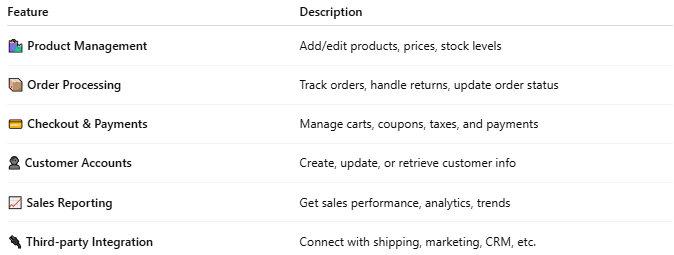 Feature Description
Product Management Add/edit products, prices, stock levels
Order Processing Track orders, handle returns, update order status
Checkout & Payments Manage carts, coupons, taxes, and payments
Customer Accounts Create, update, or retrieve customer info
Sales Reporting Get sales performance, analytics, trends
Third-party Integration Connect with shipping, marketing, CRM, etc.